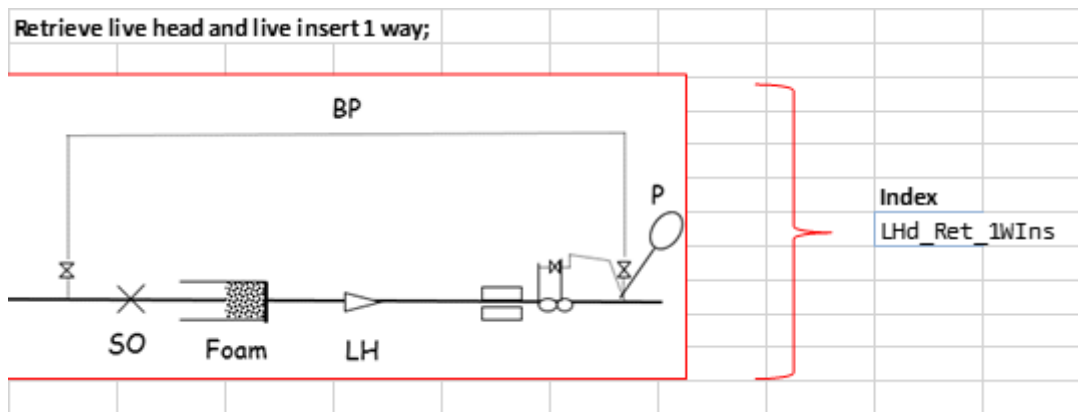 Retrieve live head and live insert 1 way;
BP
P
Index
LHd_Ret_1WIns
SO
Foam
LH